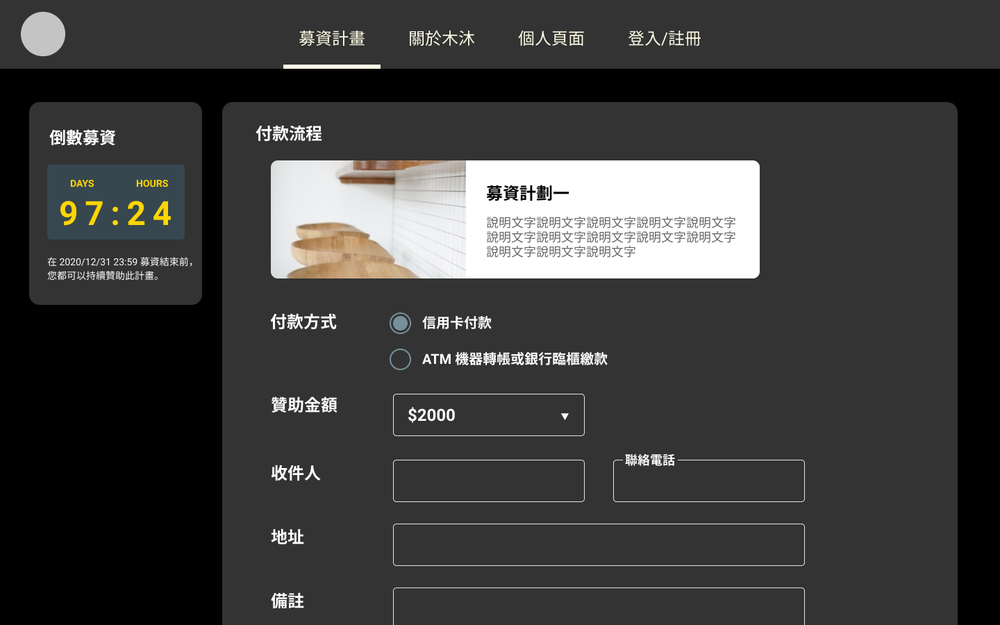 募資計畫
關於木沐
個人頁面
登入/註冊
倒數募資
DAYS
HOURS
97:24
在 2020/12/31 23:59 募資結束前，
您都可以持續贊助此計畫。
付款流程
募資計劃一
說明文字說明文字說明文字說明文字說明文字
說明文字說明文字說明文字說明文字說明文字
說明文字說明文字說明文字
付款方式
信用卡付款
ATM 機器轉帳或銀行臨櫃繳款
贊助金額
$2000
收件人
聯絡電話
地址
備註